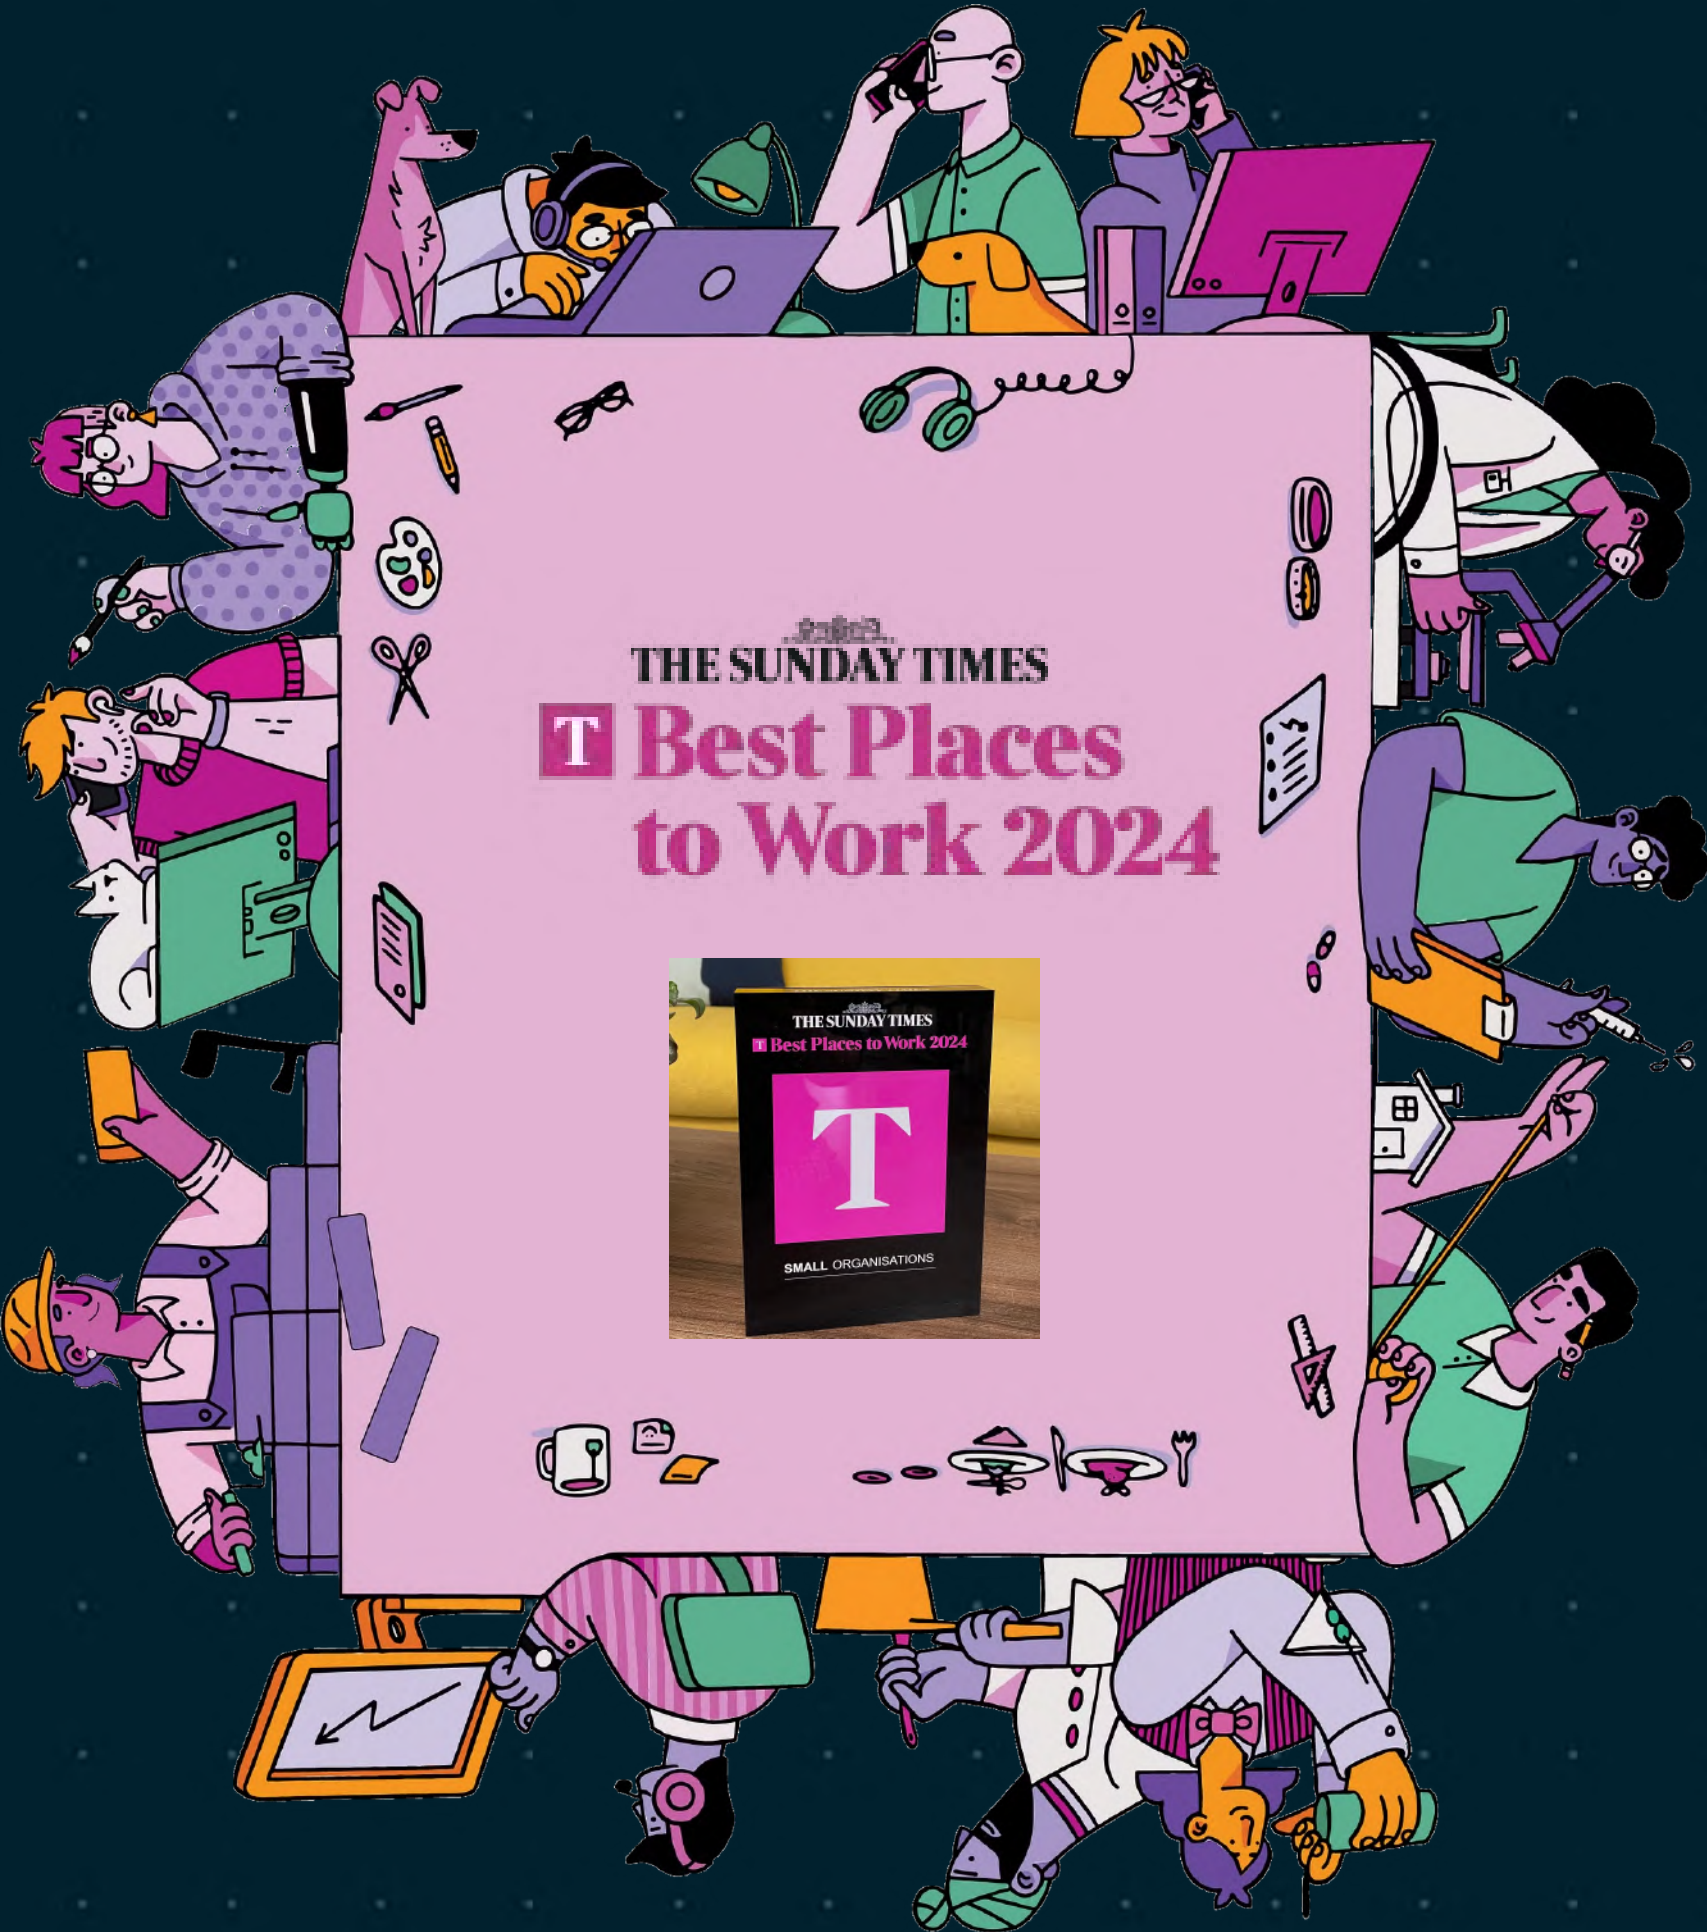 THE SUNDAY TIMES
T Best Places
to Work 2024
THE SUNDAY TIMES
T Best Places to Work 2024
T
SMALL ORGANISATIONS